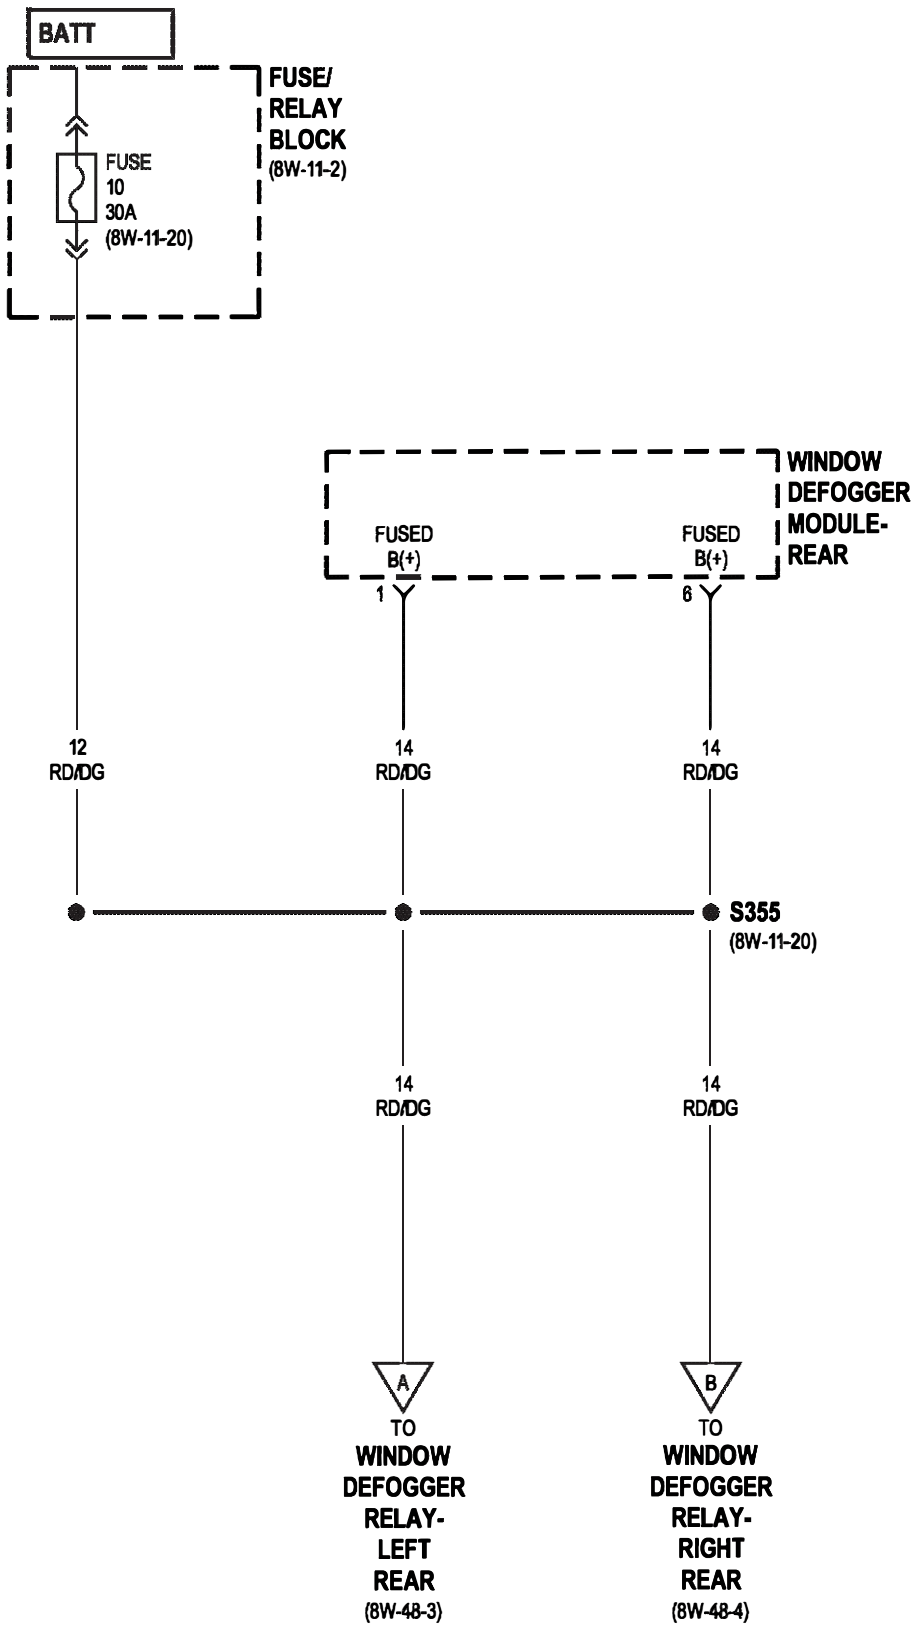 BATT
FUSE/
RELAY
BLOCK
(8W-11-2)
FUSE
10
30A
(8W-11-20)
WINDOW
DEFOGGER
MODULE-
REAR
FUSED
B(+)
FUSED
B(+)
1
6
12
RD/DG
14
RD/DG
14
RD/DG
S355
(8W-11-20)
14
RD/DG
14
RD/DG
A
TO
WINDOW
DEFOGGER
RELAY-
LEFT
REAR
(8W-48-3)
B
TO
WINDOW
DEFOGGER
RELAY-
RIGHT
REAR
(8W-48-4)